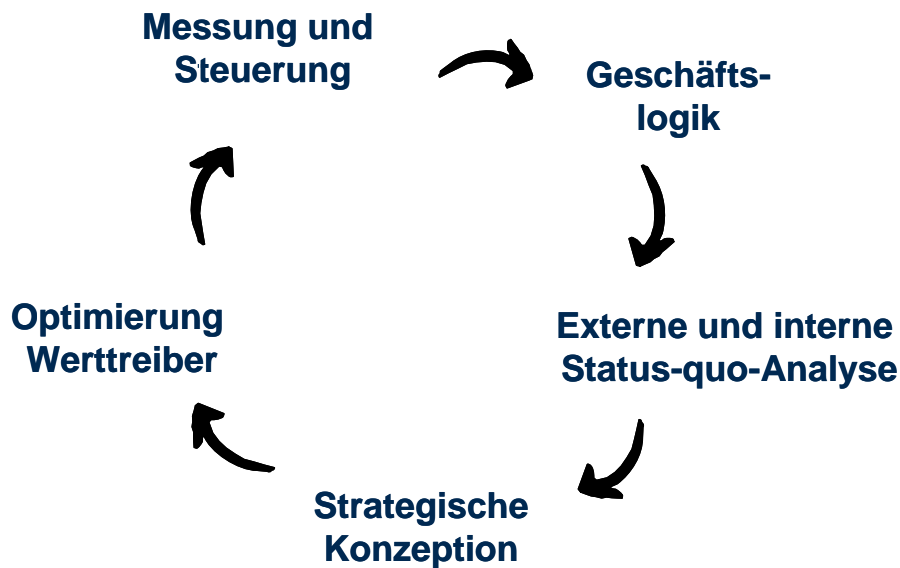 Messung und
Steuerung
Geschäfts-
logik
Externe und interne
Status-quo-Analyse
Strategische
Konzeption
Optimierung
Werttreiber